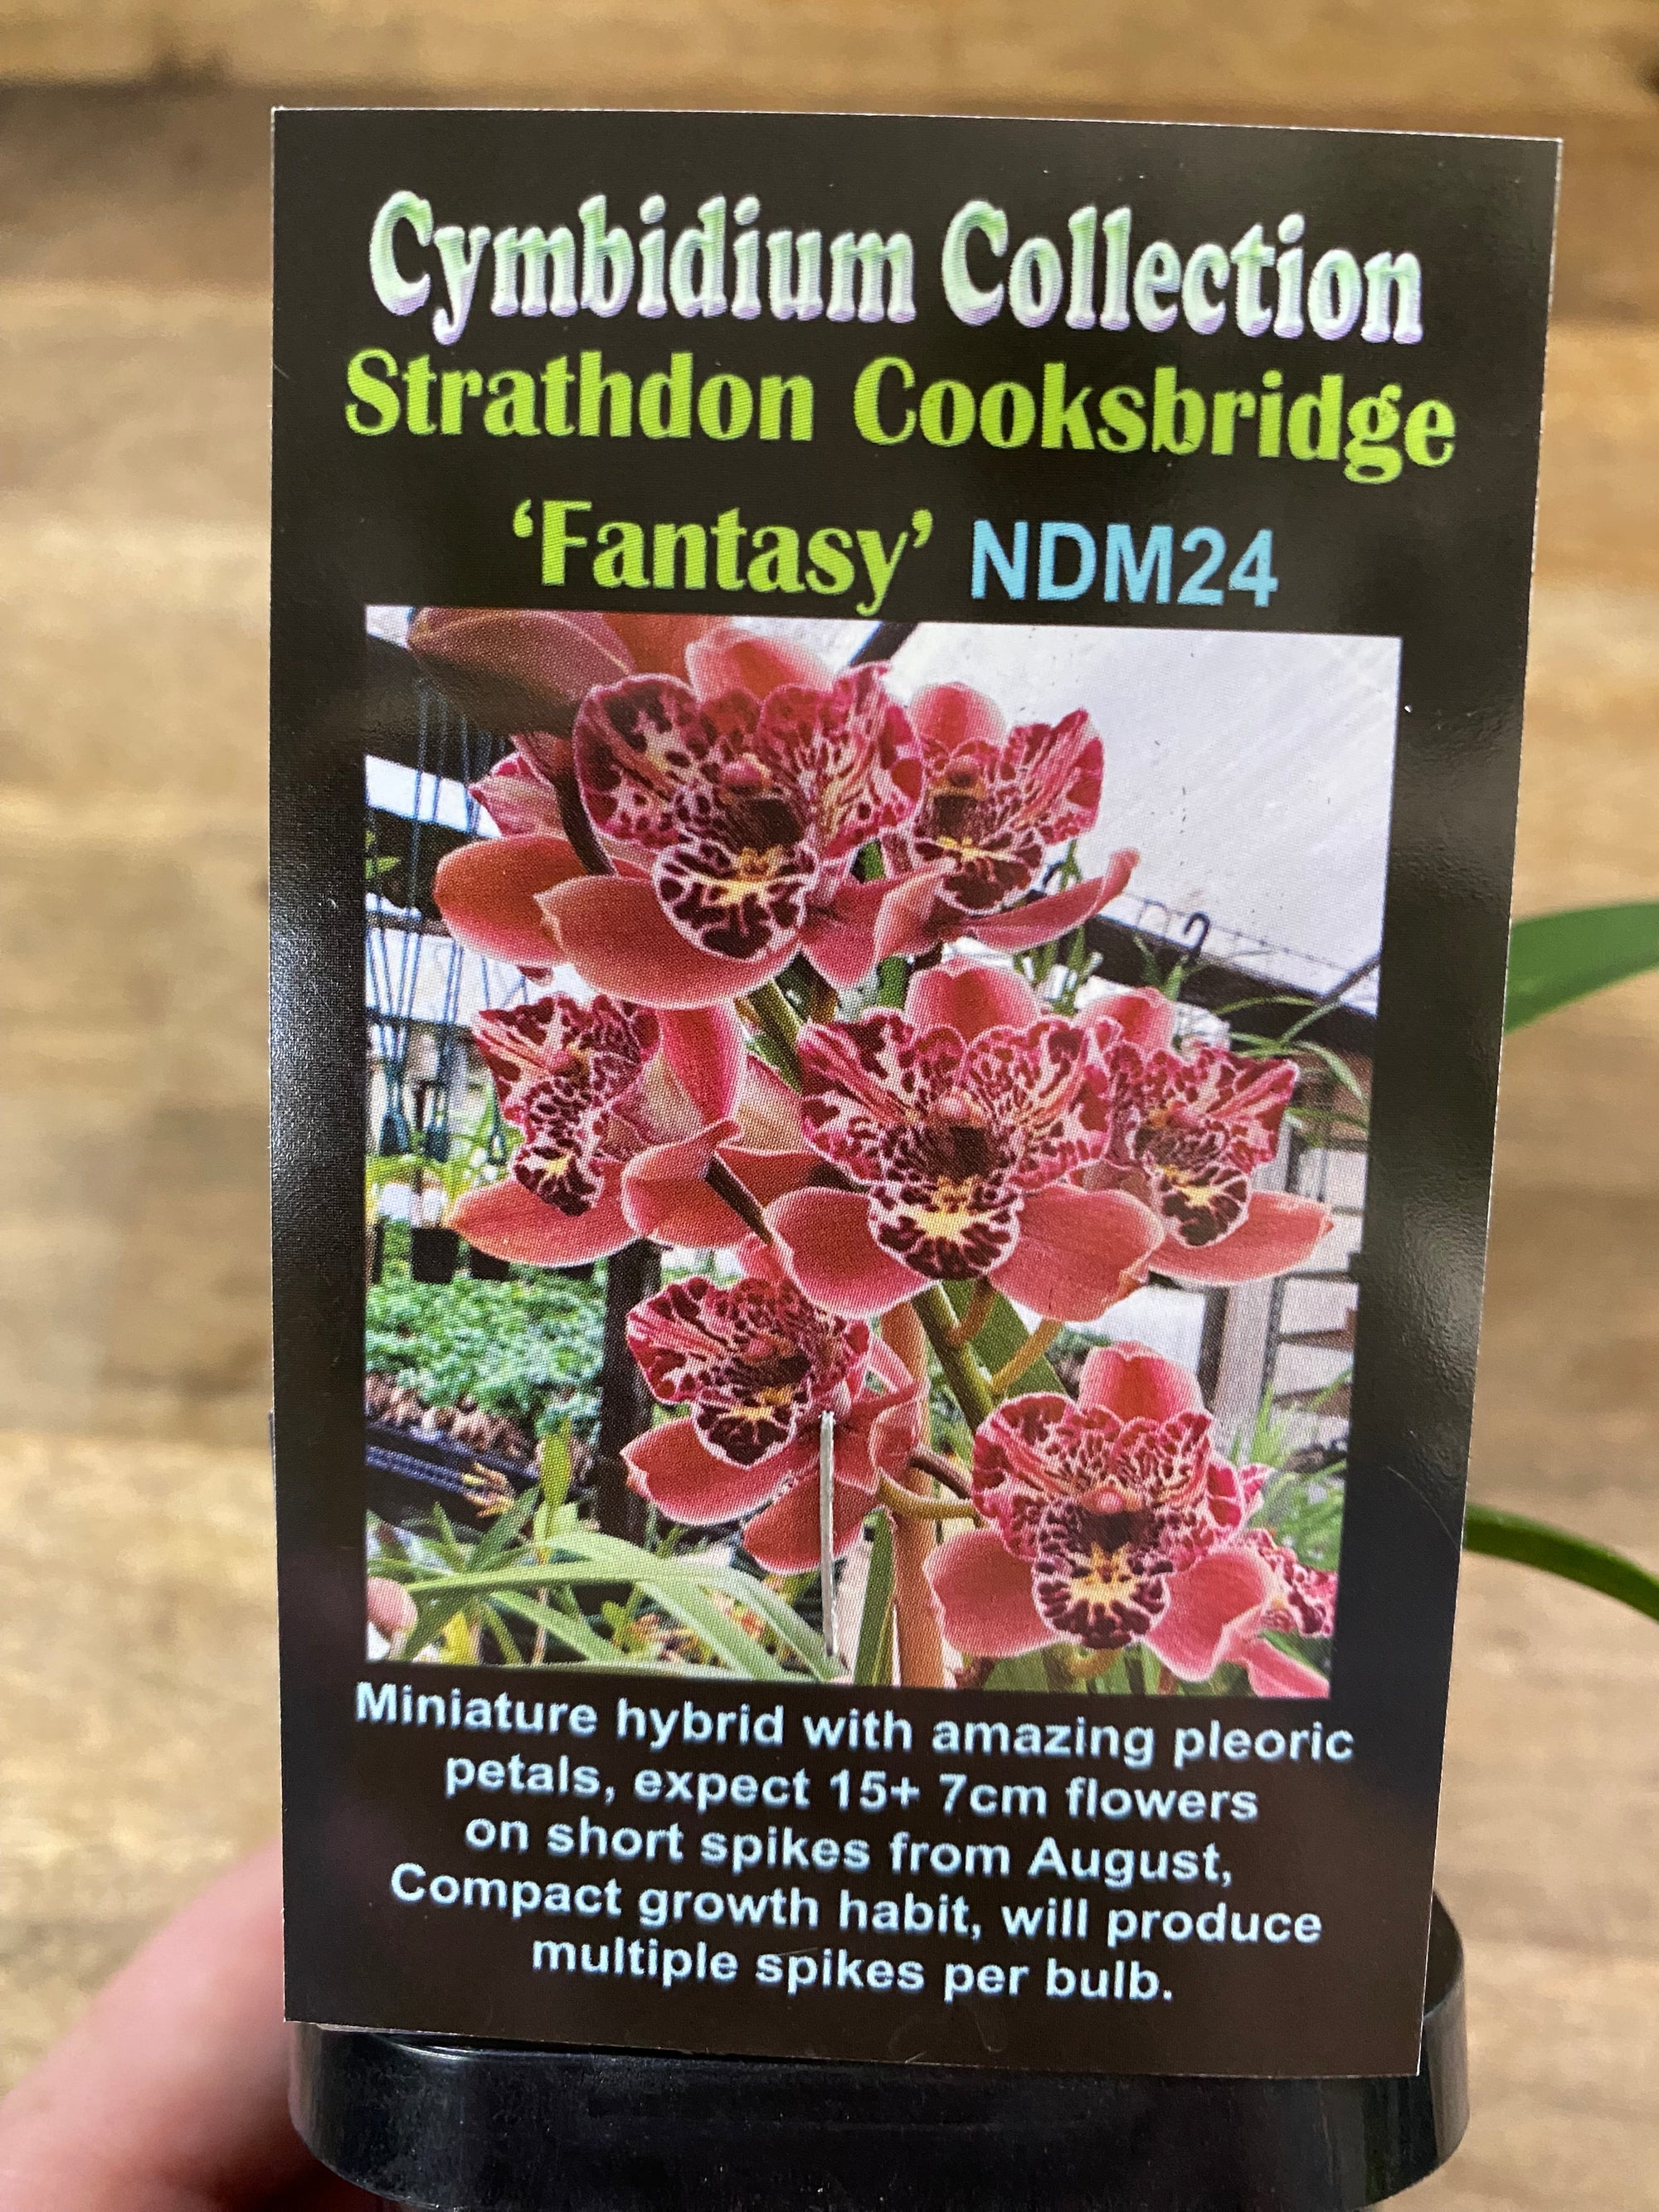 Cymbidium Collection
Strathdon Cooksbridge
‘Fantasy’ NDM24
Miniature hybrid with amazing pleoric
petals, expect 15+ 7cm flowers
on short spikes from August,
Compact growth habit, will produce
multiple spikes per bulb.